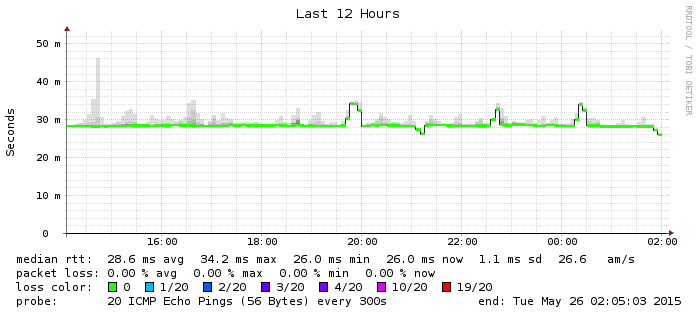 Last 12 Hours
RRDTOOL / TOBI OETIKER
Seconds
50 m
40 m
30 m
20 m
10 m
0
16:00 18:00 20:00 22:00 00:00 02:00
median rtt: 28.6 ms avg 34.2 ms max 26.0 ms min 26.0 ms now 1.1 ms sd 26.6 am/s
packet loss: 0.00 % avg 0.00 % max 0.00 % min 0.00 % now
loss color: 0 1/20 2/20 3/20 4/20 10/20 19/20
probe: 20 ICMP Echo Pings (56 Bytes) every 300s end: Tue May 26 02:05:03 2015